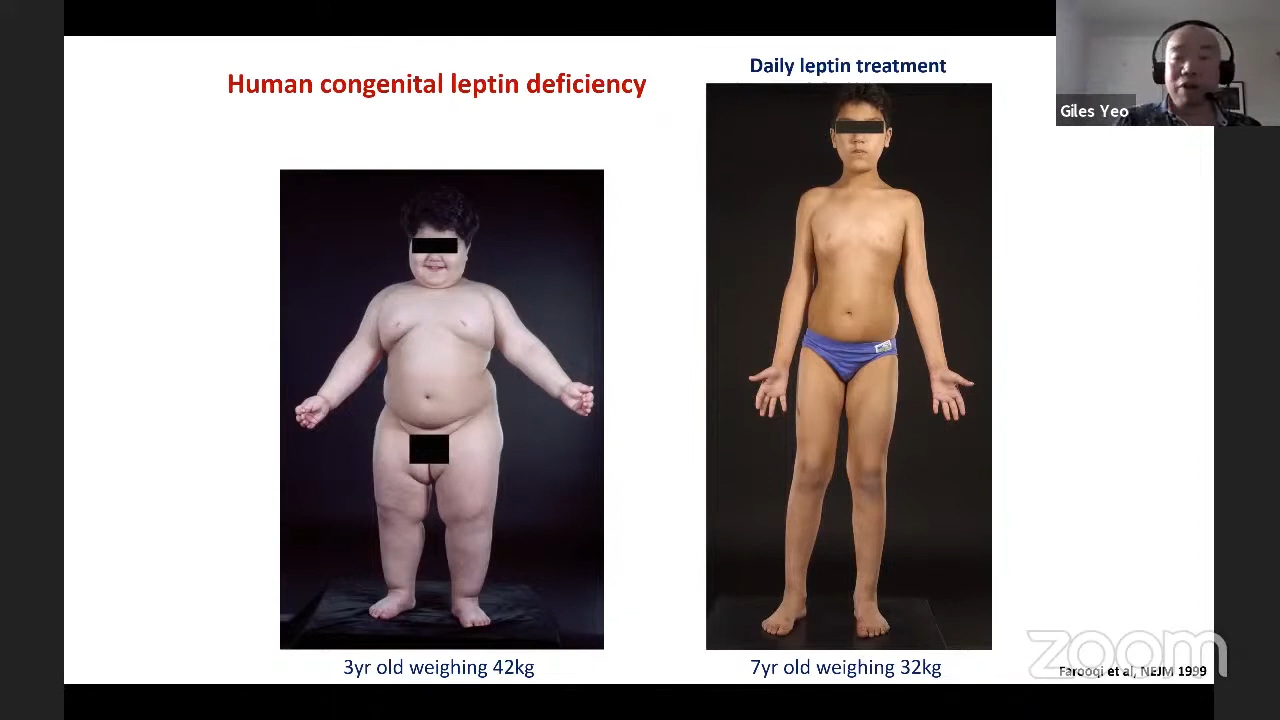 Human congenital leptin deficiency
Daily leptin treatment
Giles Yeo
3yr old weighing 42kg
7yr old weighing 32kg
zoom
Farooqi et al, NEJM 1999